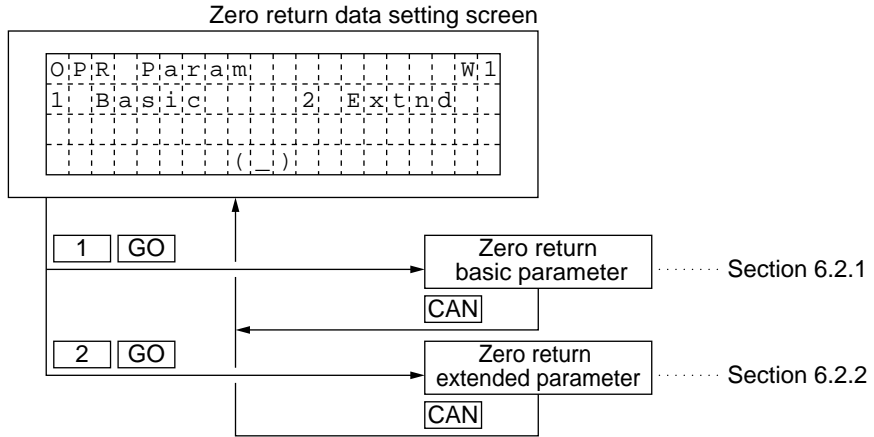 Zero return data setting screen
OPR Param W1
1 Basic 2 Extnd
(_)
1 GO
Zero return
basic parameter
Section 6.2.1
CAN
2 GO
Zero return
extended parameter
Section 6.2.2
CAN